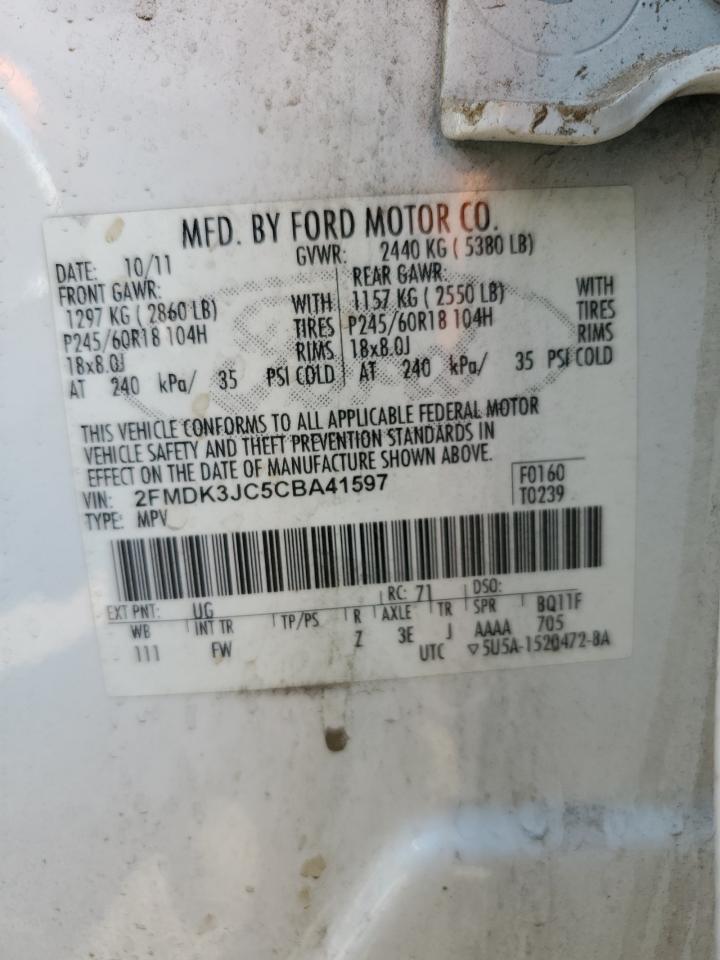 MFD. BY FORD MOTOR CO.
DATE: 10/11 GVWR: 2440 KG ( 5380 LB)
FRONT GAWR: REAR GAWR:
1297 KG ( 2860 LB) WITH 1157 KG ( 2550 LB) WITH
P245/60R18 104H TIRES P245/60R18 104H TIRES
18x8.0J RIMS 18x8.0J RIMS
AT 240 kPa/ 35 PSI COLD AT 240 kPa/ 35 PSI COLD
THIS VEHICLE CONFORMS TO ALL APPLICABLE FEDERAL MOTOR
VEHICLE SAFETY AND THEFT PREVENTION STANDARDS IN
EFFECT ON THE DATE OF MANUFACTURE SHOWN ABOVE.
VIN: 2FMDK3JC5CBA41597 F0160
TYPE: MPV T0239
EXT PNT: UG RC: 71 DSO:
WB INT TR TP/PS R AXLE TR SPR BQ11F
111 FW Z 3E J AAAA 705
UTC ▽5U5A-1520472-BA